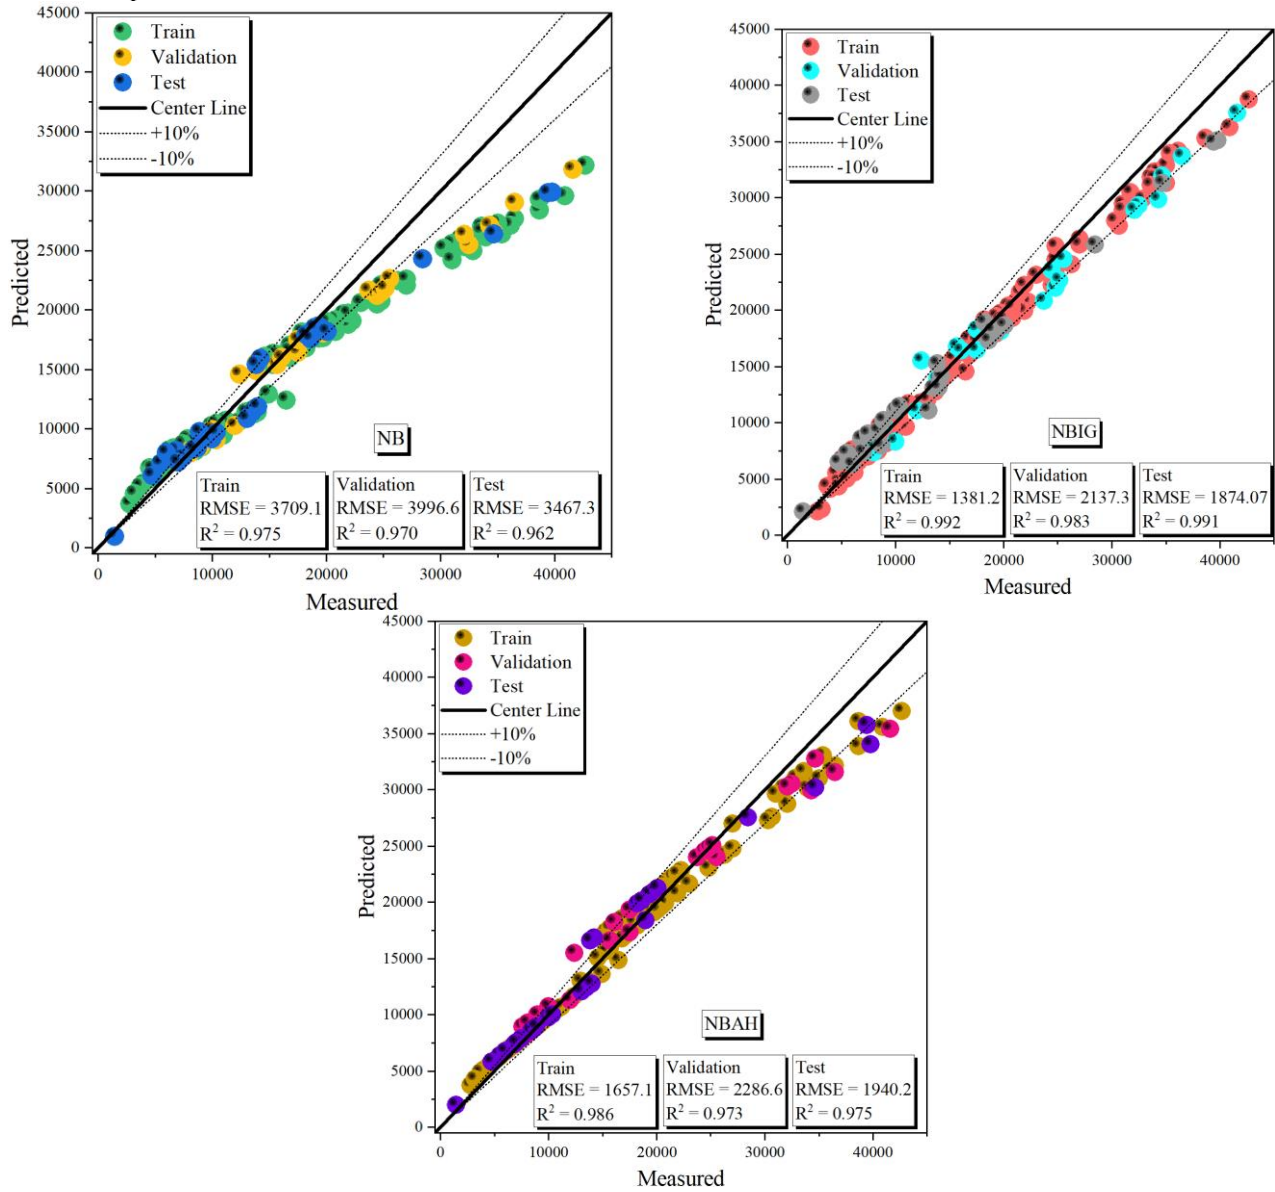 45000
40000
35000
30000
25000
20000
15000
10000
5000
0
Predicted
Train
Validation
Test
Center Line
+10%
-10%
NB
Train
RMSE = 3709.1
R² = 0.975
Validation
RMSE = 3996.6
R² = 0.970
Test
RMSE = 3467.3
R² = 0.962
0 10000 20000 30000 40000
Measured
45000
40000
35000
30000
25000
20000
15000
10000
5000
0
Predicted
Train
Validation
Test
Center Line
+10%
-10%
NBIG
Train
RMSE = 1381.2
R² = 0.992
Validation
RMSE = 2137.3
R² = 0.983
Test
RMSE = 1874.07
R² = 0.991
0 10000 20000 30000 40000
Measured
45000
40000
35000
30000
25000
20000
15000
10000
5000
0
Predicted
Train
Validation
Test
Center Line
+10%
-10%
NBAH
Train
RMSE = 1657.1
R² = 0.986
Validation
RMSE = 2286.6
R² = 0.973
Test
RMSE = 1940.2
R² = 0.975
0 10000 20000 30000 40000
Measured